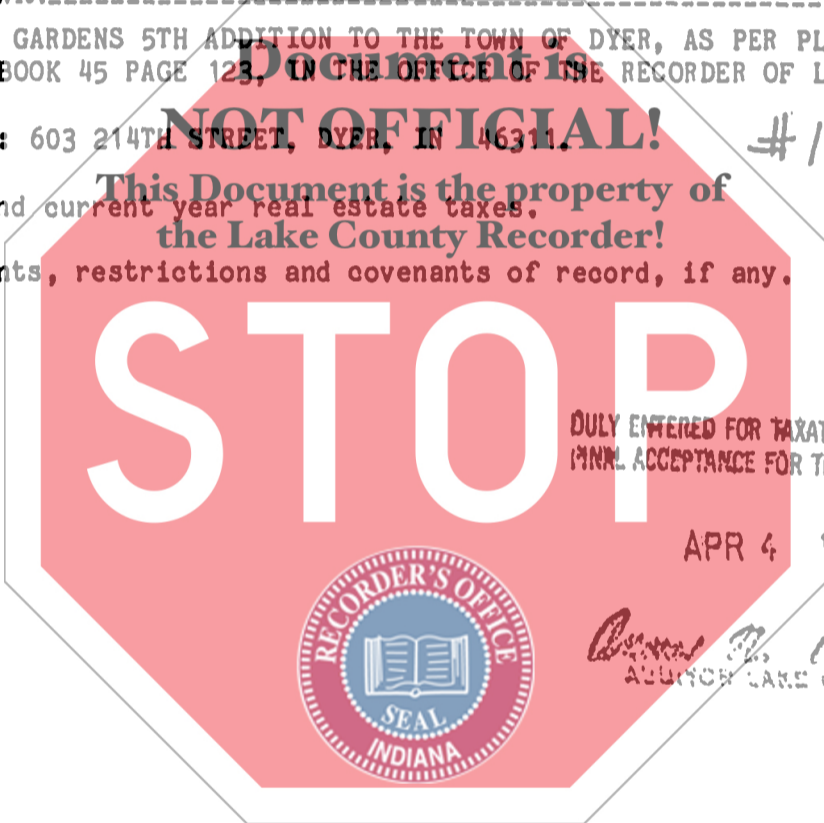 GARDENS 5TH ADDITION TO THE TOWN OF DYER, AS PER PL
Document is
BOOK 45 PAGE 123, IN THE OFFICE OF THE RECORDER OF L
NOT OFFICIAL!
: 603 214TH STREET, DYER, IN 46311.
#1
This Document is the property of
nd current year real estate taxes.
the Lake County Recorder!
nts, restrictions and covenants of record, if any.
STOP
DULY ENTERED FOR TAXAT
FINAL ACCEPTANCE FOR T
APR 4
RECORDER'S OFFICE
AUDITOR LAKE
SEAL
INDIANA